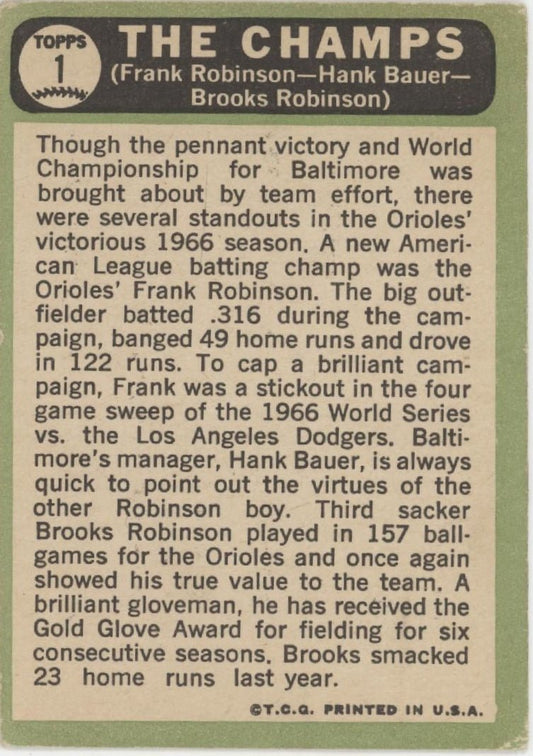 TOPPS
1
THE CHAMPS
(Frank Robinson—Hank Bauer—
Brooks Robinson)
Though the pennant victory and World
Championship for Baltimore was
brought about by team effort, there
were several standouts in the Orioles'
victorious 1966 season. A new Ameri-
can League batting champ was the
Orioles' Frank Robinson. The big out-
fielder batted .316 during the cam-
paign, banged 49 home runs and drove
in 122 runs. To cap a brilliant cam-
paign, Frank was a stickout in the four
game sweep of the 1966 World Series
vs. the Los Angeles Dodgers. Balti-
more's manager, Hank Bauer, is always
quick to point out the virtues of the
other Robinson boy. Third sacker
Brooks Robinson played in 157 ball-
games for the Orioles and once again
showed his true value to the team. A
brilliant gloveman, he has received the
Gold Glove Award for fielding for six
consecutive seasons. Brooks smacked
23 home runs last year.
©T.C.G. PRINTED IN U.S.A.